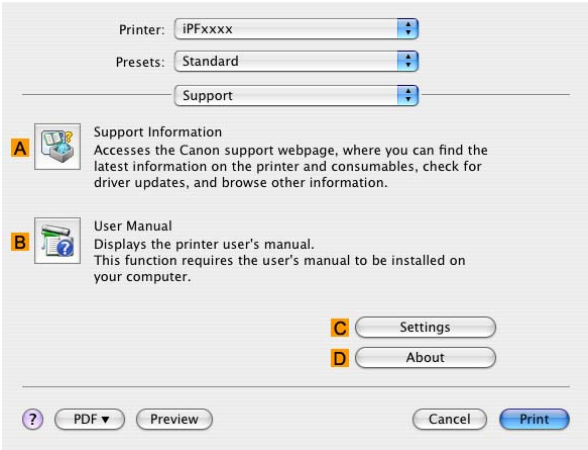 Printer: iPFxxxx
Presets: Standard
Support
A
Support Information
Accesses the Canon support webpage, where you can find the
latest information on the printer and consumables, check for
driver updates, and browse other information.
B
User Manual
Displays the printer user's manual.
This function requires the user's manual to be installed on
your computer.
C Settings
D About
? PDF ▼ Preview Cancel Print